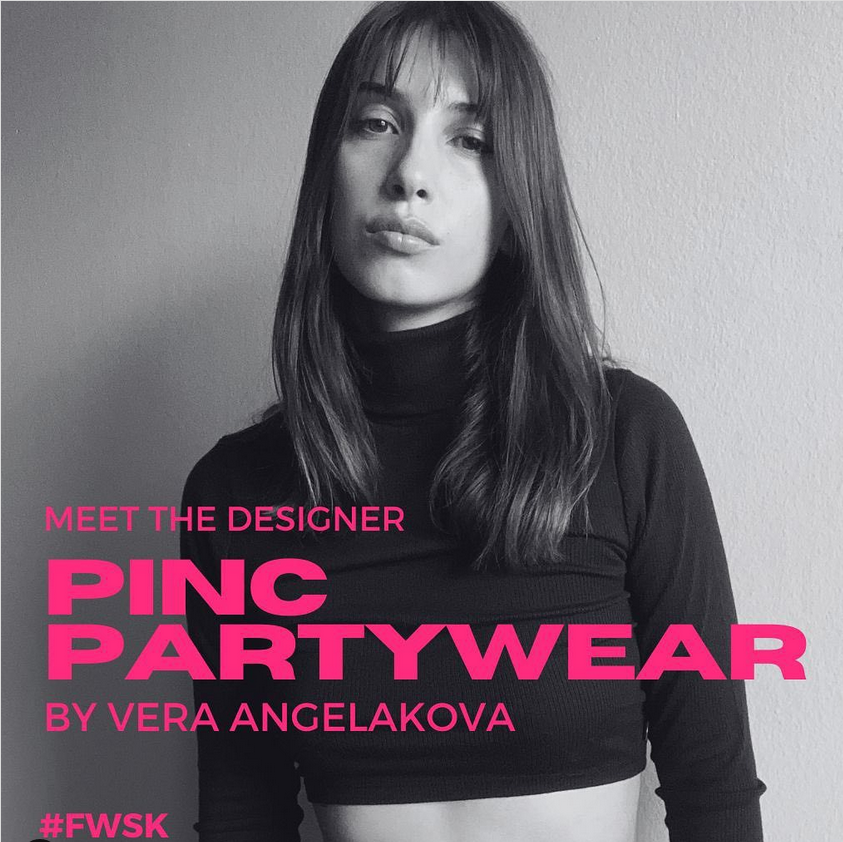 MEET THE DESIGNER
PINC
PARTYWEAR
BY VERA ANGELAKOVA
#FWSK